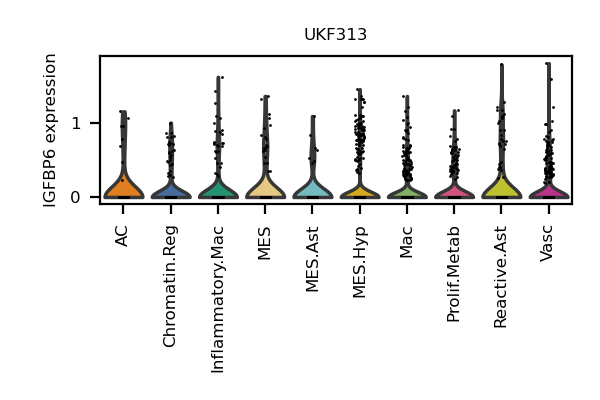 UKF313
IGFBP6 expression
1
0
AC
Chromatin.Reg
Inflammatory.Mac
MES
MES.Ast
MES.Hyp
Mac
Prolif.Metab
Reactive.Ast
Vasc